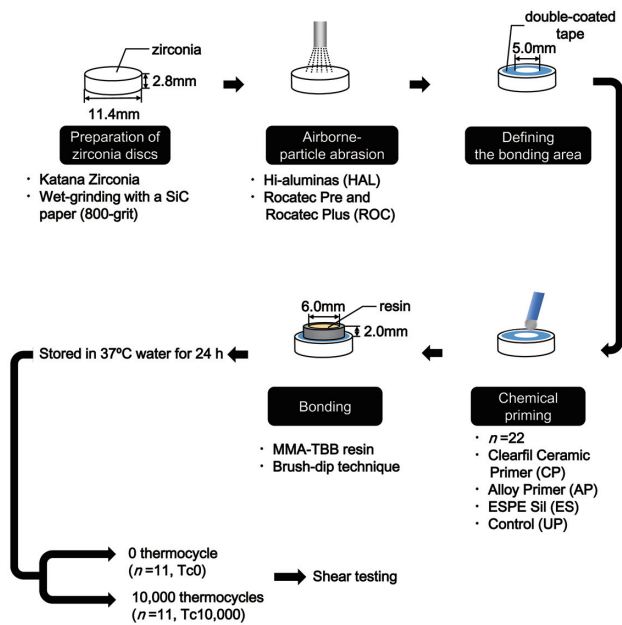 zirconia
2.8mm
11.4mm
Preparation of
zirconia discs
・ Katana Zirconia
・ Wet-grinding with a SiC
paper (800-grit)
Airborne-
particle abrasion
・ Hi-aluminas (HAL)
・ Rocatec Pre and
Rocatec Plus (ROC)
double-coated
tape
5.0mm
Defining
the bonding area
Chemical
priming
・ n =22
・ Clearfil Ceramic
Primer (CP)
・ Alloy Primer (AP)
・ ESPE Sil (ES)
・ Control (UP)
6.0mm
resin
2.0mm
Bonding
・ MMA-TBB resin
・ Brush-dip technique
Stored in 37ºC water for 24 h
0 thermocycle
(n =11, Tc0)
10,000 thermocycles
(n =11, Tc10,000)
Shear testing